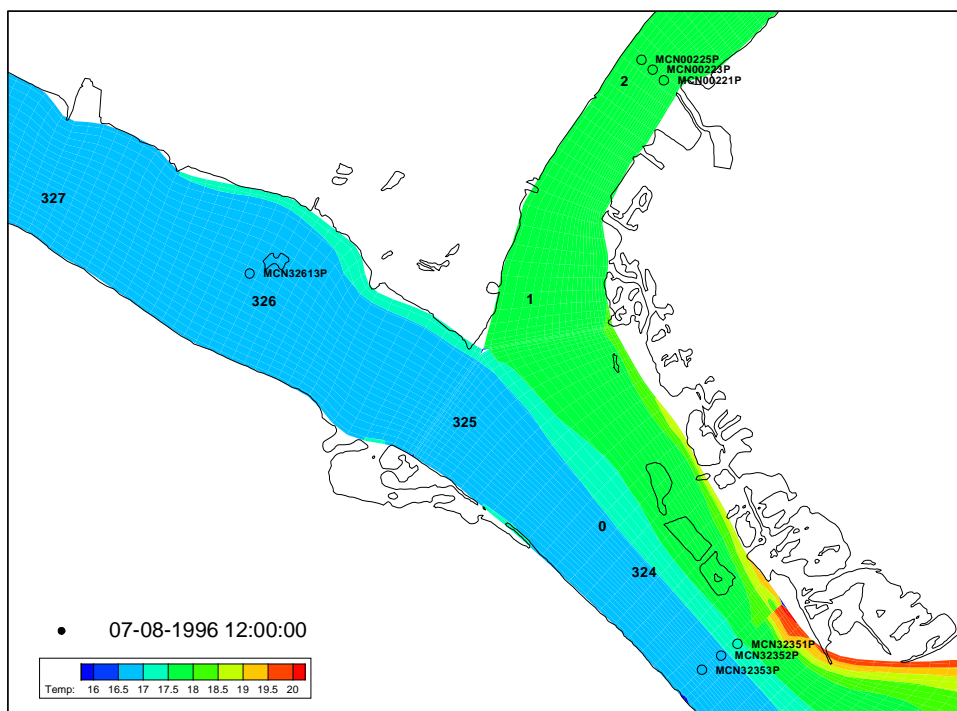 MCN00225P
MCN00223P
2
MCN00221P
327
MCN32613P
326
1
325
0
324
07-08-1996 12:00:00
MCN32351P
MCN32352P
MCN32353P
Temp: 16 16.5 17 17.5 18 18.5 19 19.5 20